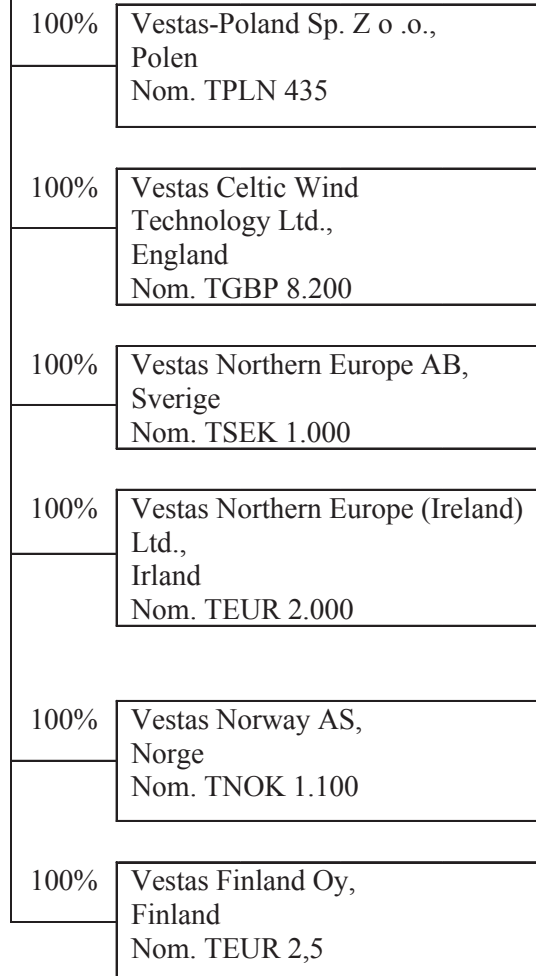 100% Vestas-Poland Sp. Z o .o.,
Polen
Nom. TPLN 435
100% Vestas Celtic Wind
Technology Ltd.,
England
Nom. TGBP 8.200
100% Vestas Northern Europe AB,
Sverige
Nom. TSEK 1.000
100% Vestas Northern Europe (Ireland)
Ltd.,
Irland
Nom. TEUR 2.000
100% Vestas Norway AS,
Norge
Nom. TNOK 1.100
100% Vestas Finland Oy,
Finland
Nom. TEUR 2,5